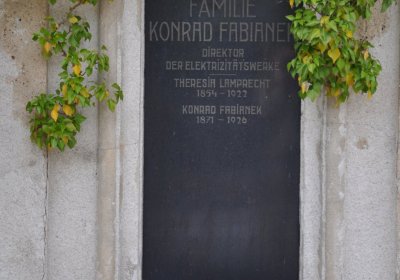 FAMILIE
KONRAD FABIANEK
DIREKTOR
DER ELEKTRIZITÄTSWERKE
THERESIA LAMPRECHT
1854 - 1922
KONRAD FABIANEK
1871 - 1926